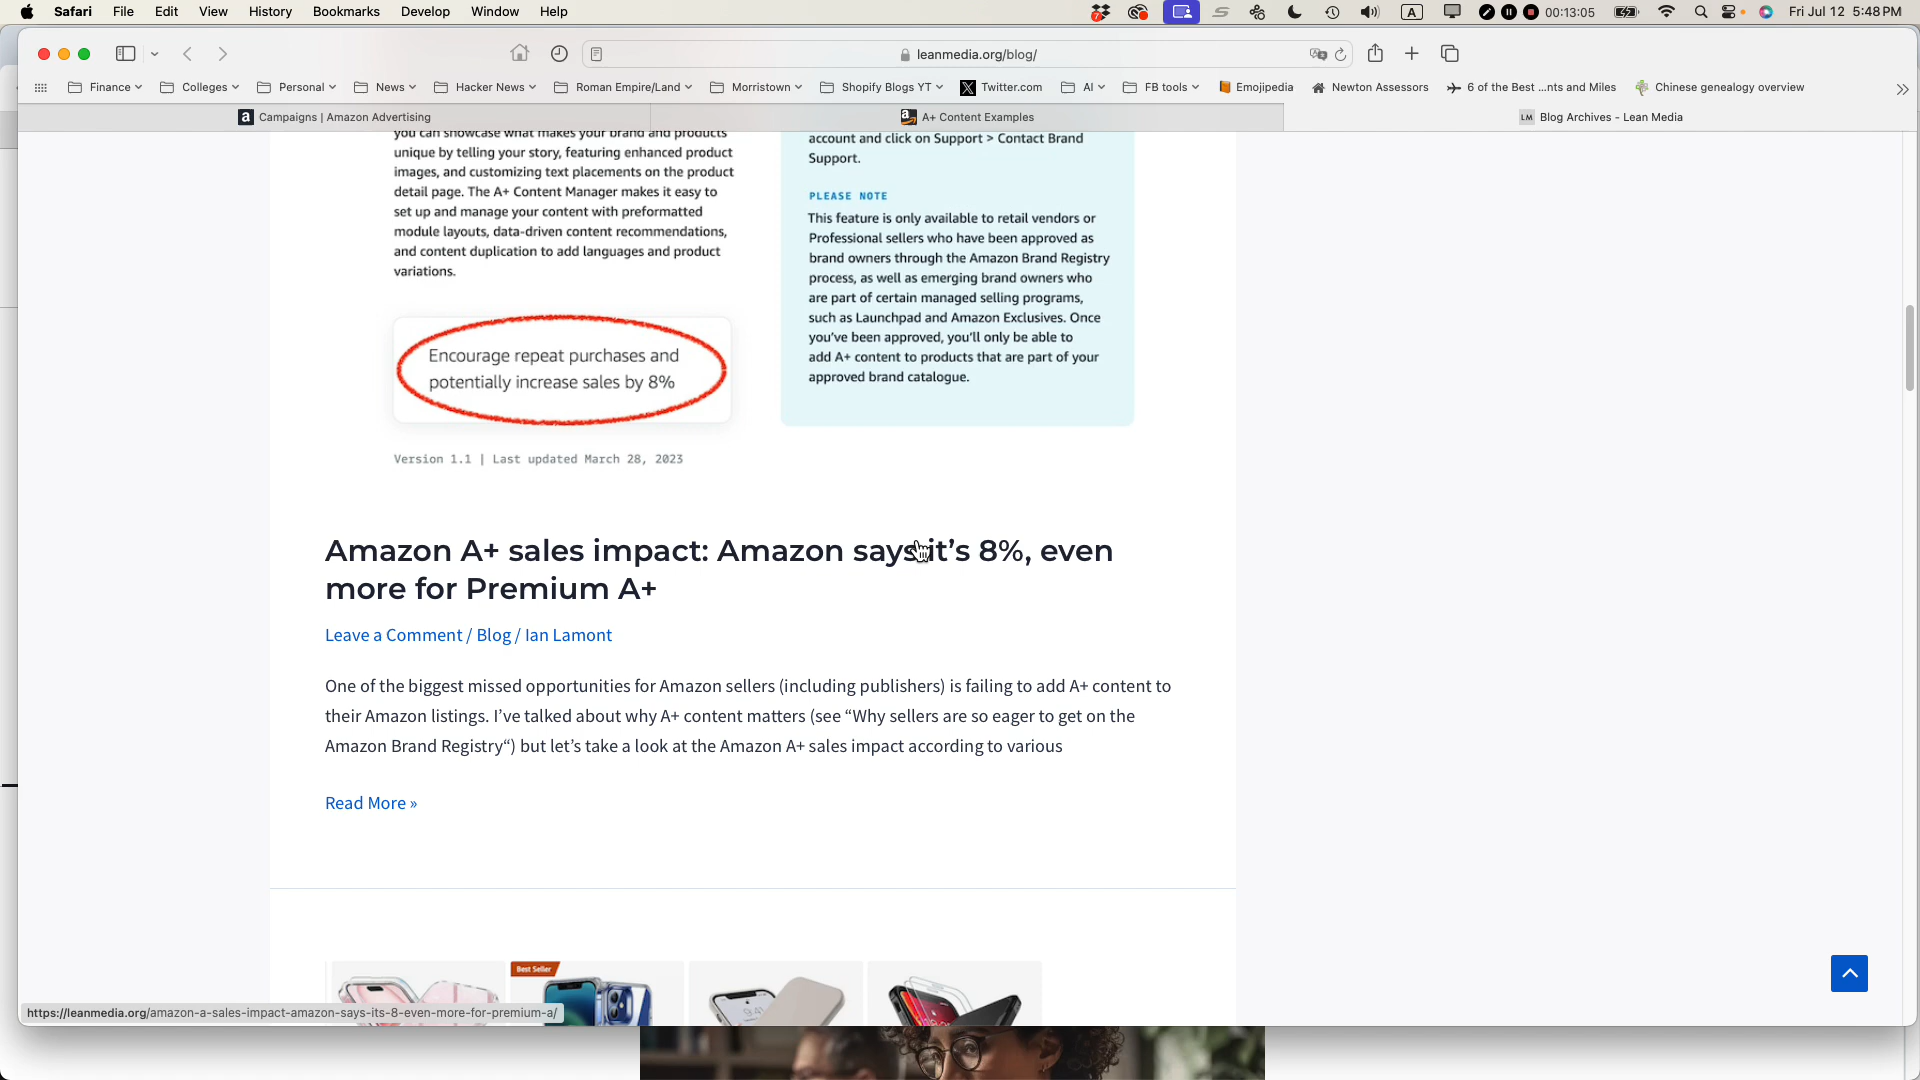 Safari File Edit View History Bookmarks Develop Window Help
7 A 00:13:05 Fri Jul 12 5:48 PM
leanmedia.org/blog/
Finance Colleges Personal News Hacker News Roman Empire/Land Morristown Shopify Blogs YT Twitter.com AI FB tools Emojipedia Newton Assessors 6 of the Best ...nts and Miles Chinese genealogy overview
a Campaigns | Amazon Advertising
A+ Content Examples
LM Blog Archives - Lean Media
you can showcase what makes your brand and products
unique by telling your story, featuring enhanced product
images, and customizing text placements on the product
detail page. The A+ Content Manager makes it easy to
set up and manage your content with preformatted
module layouts, data-driven content recommendations,
and content duplication to add languages and product
variations.
Encourage repeat purchases and
potentially increase sales by 8%
Version 1.1 | Last updated March 28, 2023
account and click on Support > Contact Brand
Support.
PLEASE NOTE
This feature is only available to retail vendors or
Professional sellers who have been approved as
brand owners through the Amazon Brand Registry
process, as well as emerging brand owners who
are part of certain managed selling programs,
such as Launchpad and Amazon Exclusives. Once
you've been approved, you'll only be able to
add A+ content to products that are part of your
approved brand catalogue.
Amazon A+ sales impact: Amazon says it's 8%, even
more for Premium A+
Leave a Comment / Blog / Ian Lamont
One of the biggest missed opportunities for Amazon sellers (including publishers) is failing to add A+ content to
their Amazon listings. I've talked about why A+ content matters (see “Why sellers are so eager to get on the
Amazon Brand Registry“) but let's take a look at the Amazon A+ sales impact according to various
Read More »
Best Seller
https://leanmedia.org/amazon-a-sales-impact-amazon-says-its-8-even-more-for-premium-a/